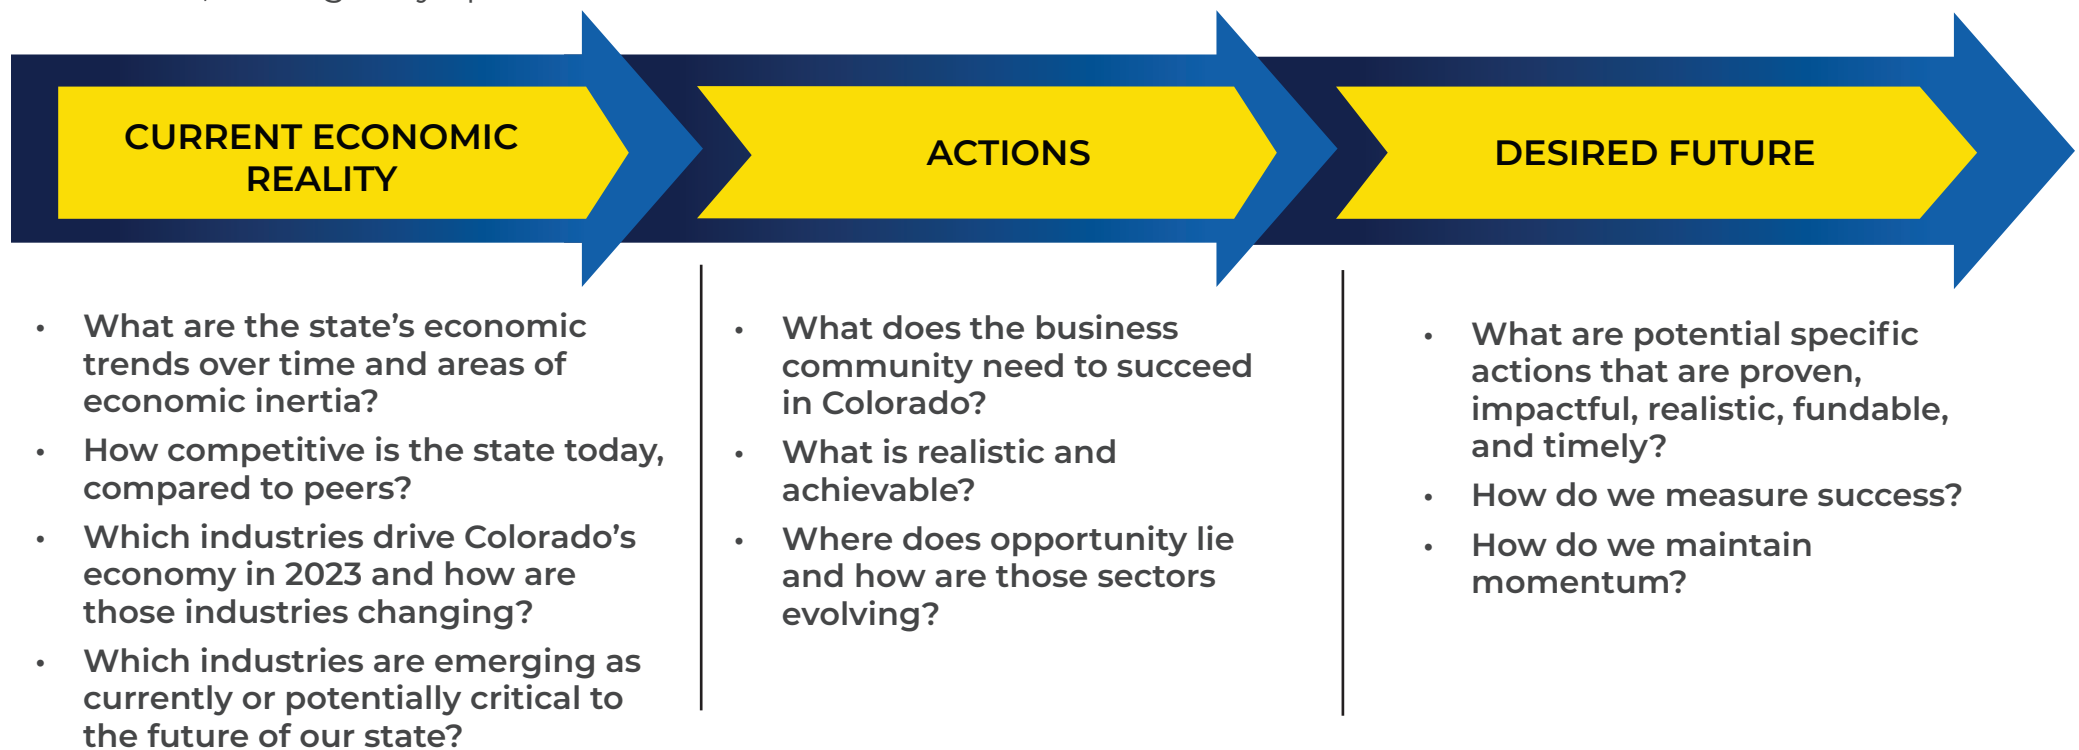 CURRENT ECONOMIC
REALITY
ACTIONS
DESIRED FUTURE
• What are the state’s economic
trends over time and areas of
economic inertia?
• How competitive is the state today,
compared to peers?
• Which industries drive Colorado’s
economy in 2023 and how are
those industries changing?
• Which industries are emerging as
currently or potentially critical to
the future of our state?
• What does the business
community need to succeed
in Colorado?
• What is realistic and
achievable?
• Where does opportunity lie
and how are those sectors
evolving?
• What are potential specific
actions that are proven,
impactful, realistic, fundable,
and timely?
• How do we measure success?
• How do we maintain
momentum?